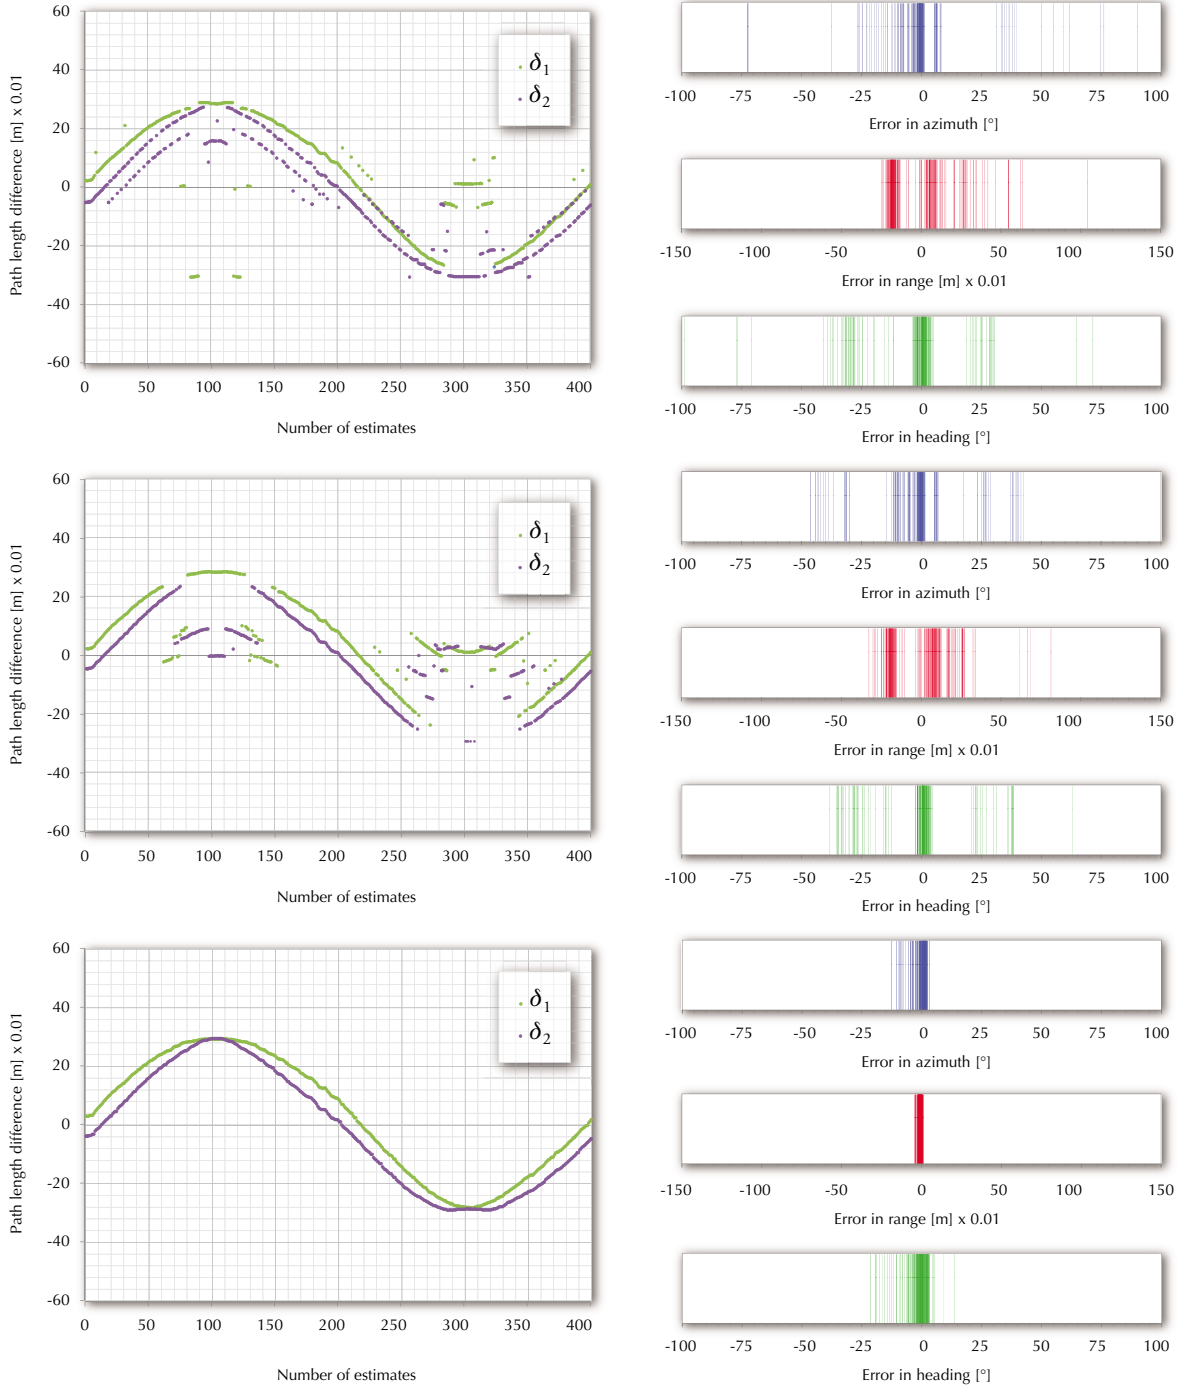 60
40
20
0
-20
-40
-60
Path length difference [m] x 0.01
δ1
δ2
0 50 100 150 200 250 300 350 400
Number of estimates
-100 -75 -50 -25 0 25 50 75 100
Error in azimuth [°]
-150 -100 -50 0 50 100 150
Error in range [m] x 0.01
-100 -75 -50 -25 0 25 50 75 100
Error in heading [°]
60
40
20
0
-20
-40
-60
Path length difference [m] x 0.01
δ1
δ2
0 50 100 150 200 250 300 350 400
Number of estimates
-100 -75 -50 -25 0 25 50 75 100
Error in azimuth [°]
-150 -100 -50 0 50 100 150
Error in range [m] x 0.01
-100 -75 -50 -25 0 25 50 75 100
Error in heading [°]
60
40
20
0
-20
-40
-60
Path length difference [m] x 0.01
δ1
δ2
0 50 100 150 200 250 300 350 400
Number of estimates
-100 -75 -50 -25 0 25 50 75 100
Error in azimuth [°]
-150 -100 -50 0 50 100 150
Error in range [m] x 0.01
-100 -75 -50 -25 0 25 50 75 100
Error in heading [°]